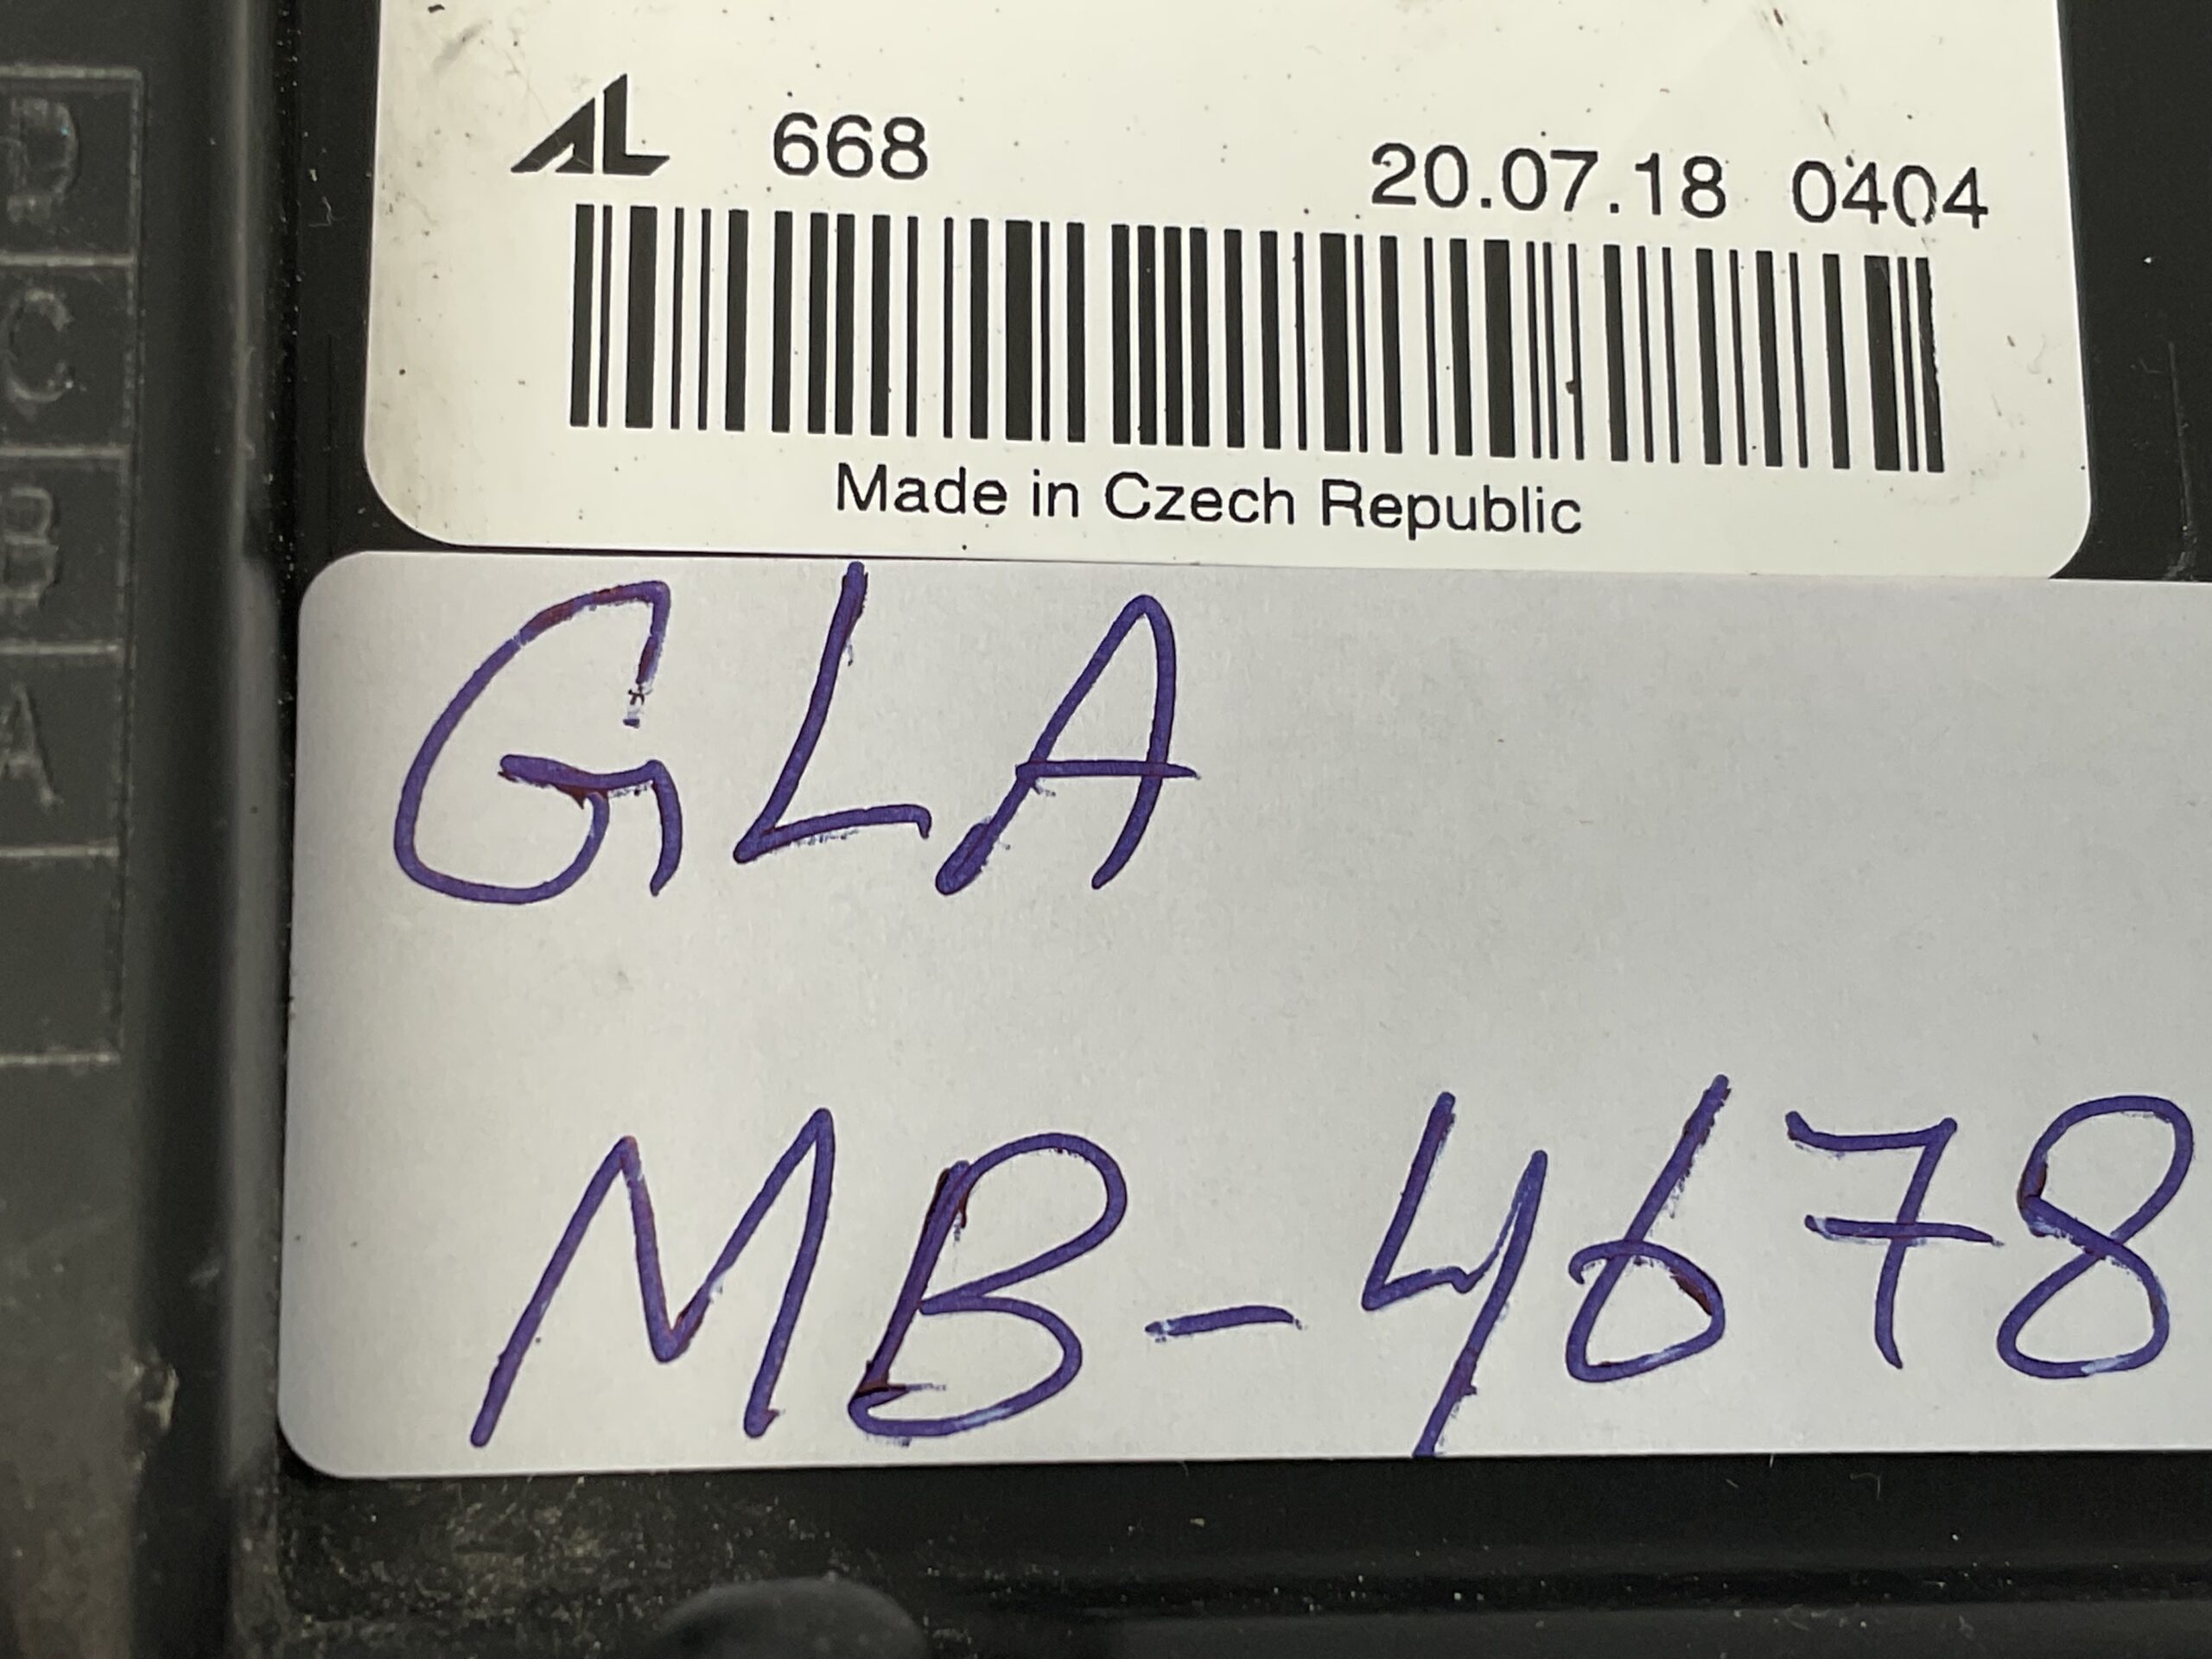 AL 668 20.07.18 0404
Made in Czech Republic
GLA
MB-4678
D
C
B
A